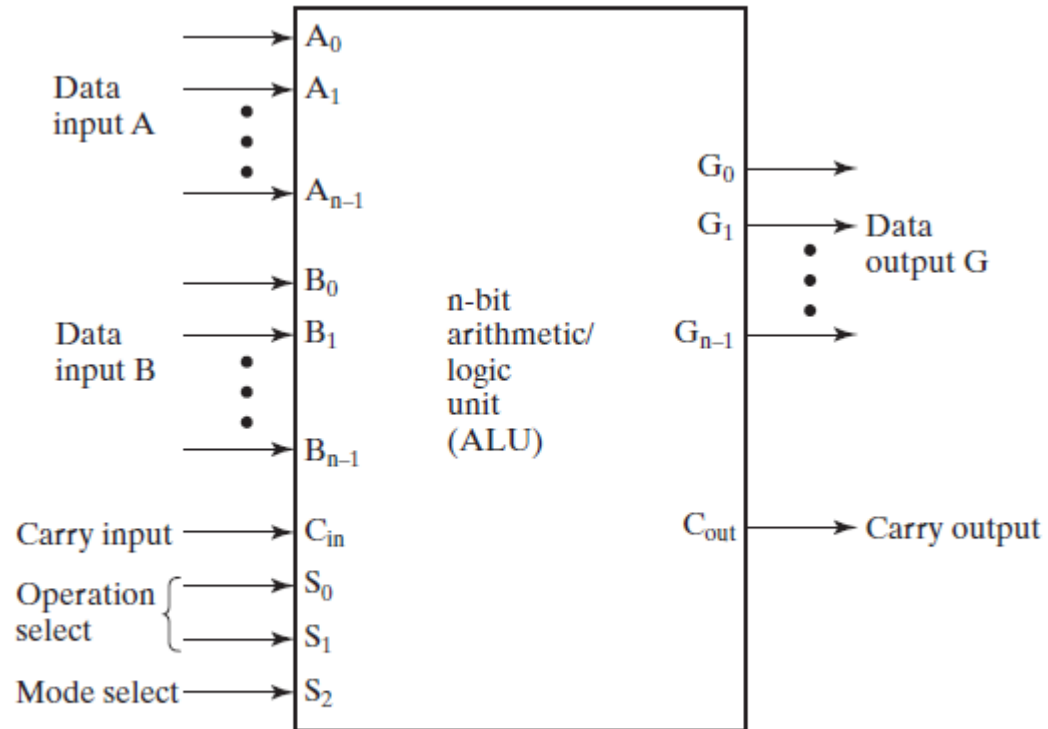 Data
input A
A₀
A₁
Aₙ₋₁
Data
input B
B₀
B₁
Bₙ₋₁
Carry input
Cᵢₙ
Operation
select
S₀
S₁
Mode select
S₂
n-bit
arithmetic/
logic
unit
(ALU)
G₀
G₁
Gₙ₋₁
Data
output G
Cₒᵤₜ
Carry output